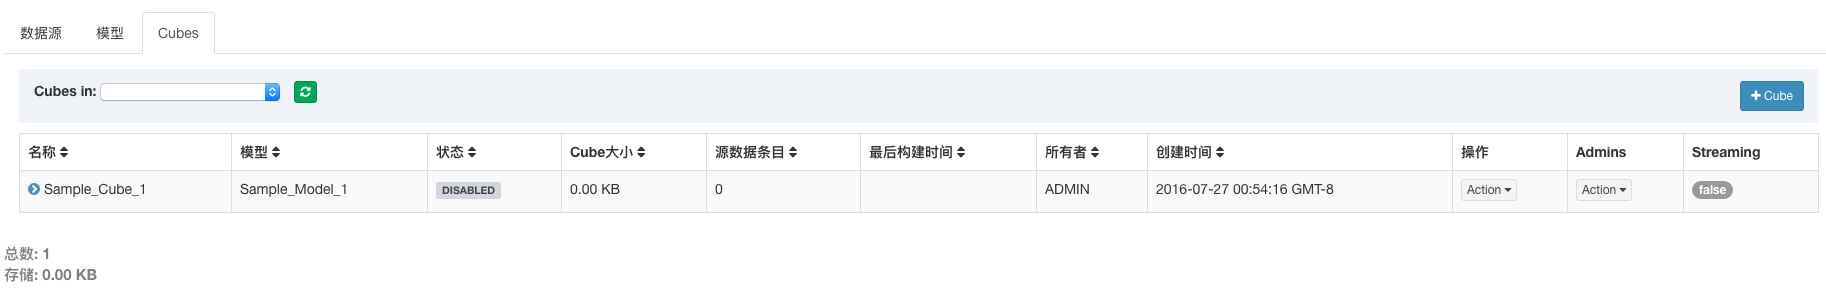 数据源 模型 Cubes
Cubes in: Cube
名称 模型 状态 Cube大小 源数据条目 最后构建时间 所有者 创建时间 操作 Admins Streaming
Sample_Cube_1 Sample_Model_1 DISABLED 0.00 KB 0 ADMIN 2016-07-27 00:54:16 GMT-8 Action Action false
总数: 1
存储: 0.00 KB